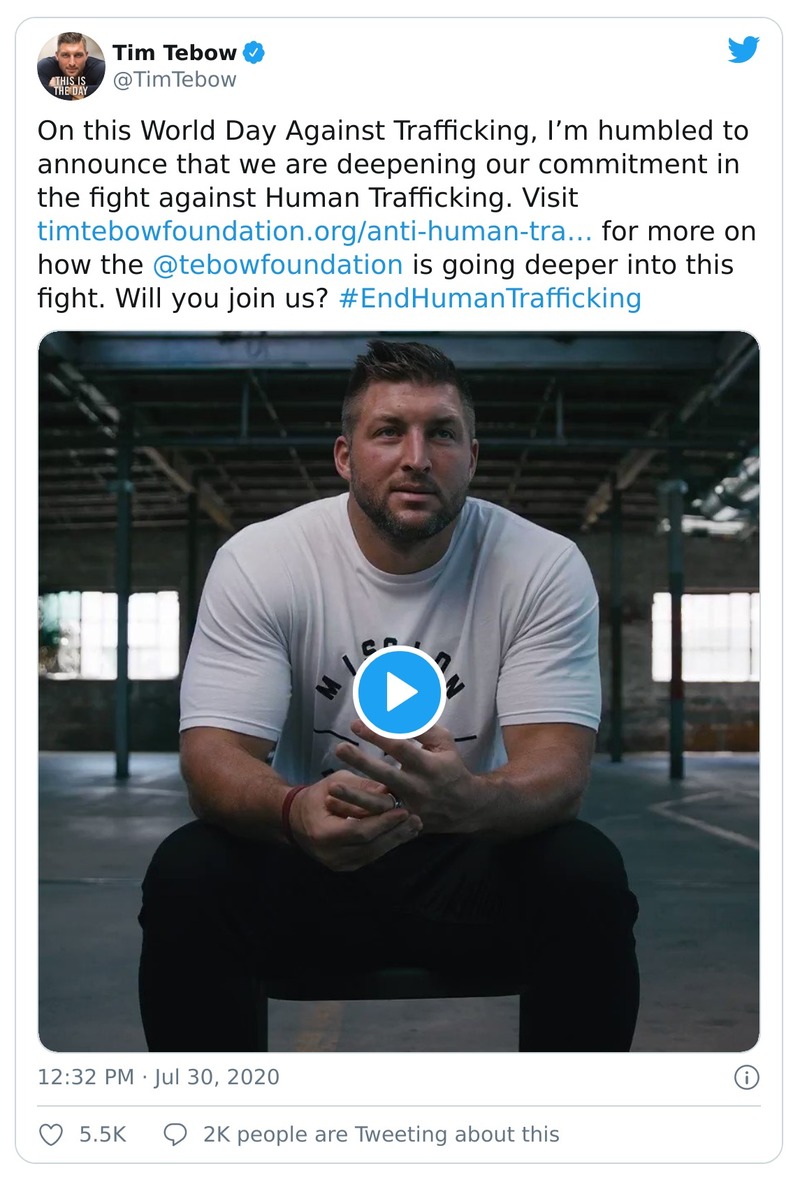 Tim Tebow
@TimTebow
THIS IS
THE DAY
On this World Day Against Trafficking, I’m humbled to
announce that we are deepening our commitment in
the fight against Human Trafficking. Visit
timtebowfoundation.org/anti-human-tra… for more on
how the @tebowfoundation is going deeper into this
fight. Will you join us? #EndHumanTrafficking
MISSION
12:32 PM · Jul 30, 2020
5.5K
2K people are Tweeting about this